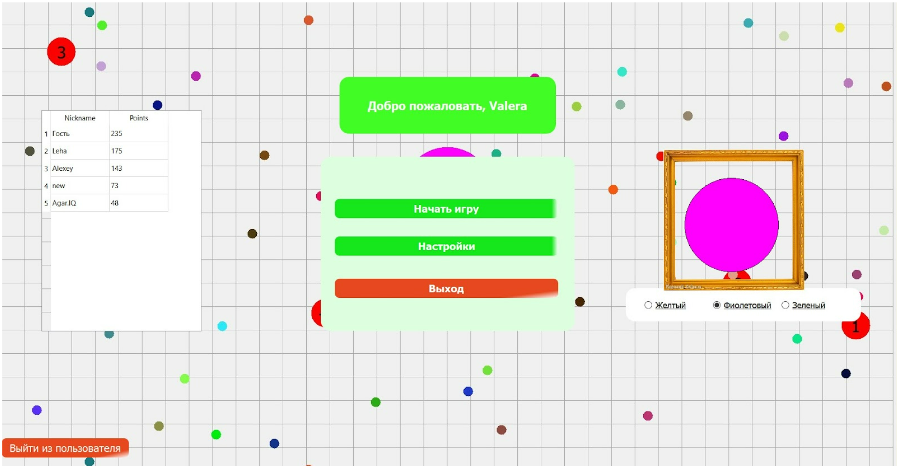 3
Добро пожаловать, Valera
Nickname Points
1 Гость 235
2 Leha 175
3 Alexey 143
4 new 73
5 Agar.IQ 48
Начать игру
Настройки
Выход
Желтый Фиолетовый Зеленый
1
Выйти из пользователя